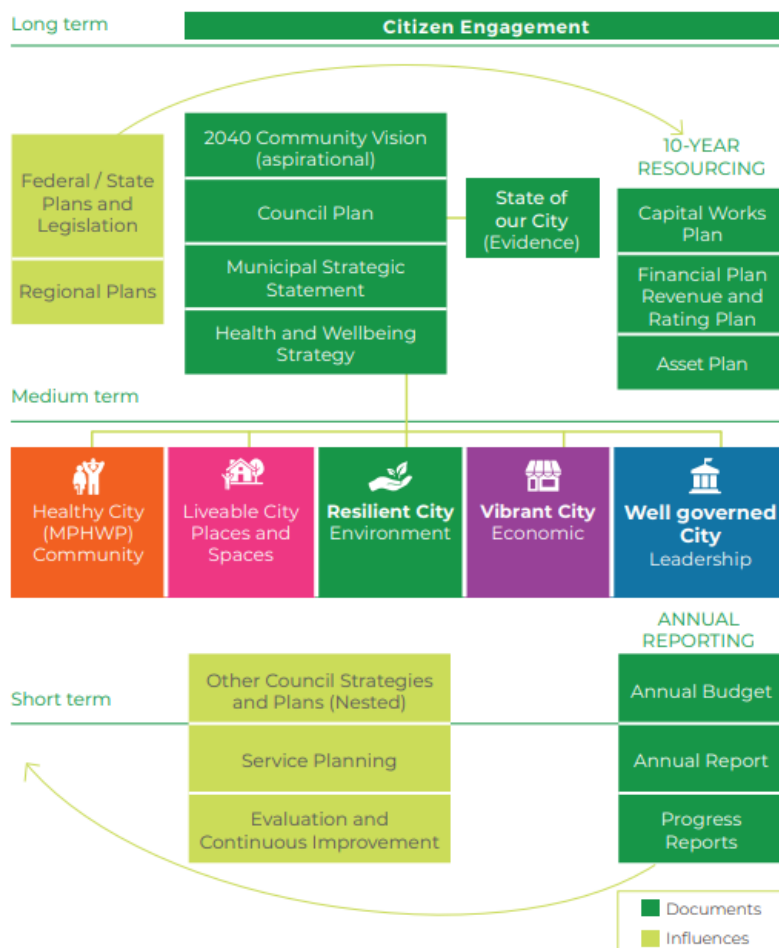 Long term
Citizen Engagement
Federal / State
Plans and
Legislation
Regional Plans
2040 Community Vision
(aspirational)
Council Plan
Municipal Strategic
Statement
Health and Wellbeing
Strategy
State of
our City
(Evidence)
10-YEAR
RESOURCING
Capital Works
Plan
Financial Plan
Revenue and
Rating Plan
Asset Plan
Medium term
Healthy City
(MPHWP)
Community
Liveable City
Places and
Spaces
Resilient City
Environment
Vibrant City
Economic
Well governed
City
Leadership
Short term
Other Council Strategies
and Plans (Nested)
Service Planning
Evaluation and
Continuous Improvement
ANNUAL
REPORTING
Annual Budget
Annual Report
Progress
Reports
Documents
Influences